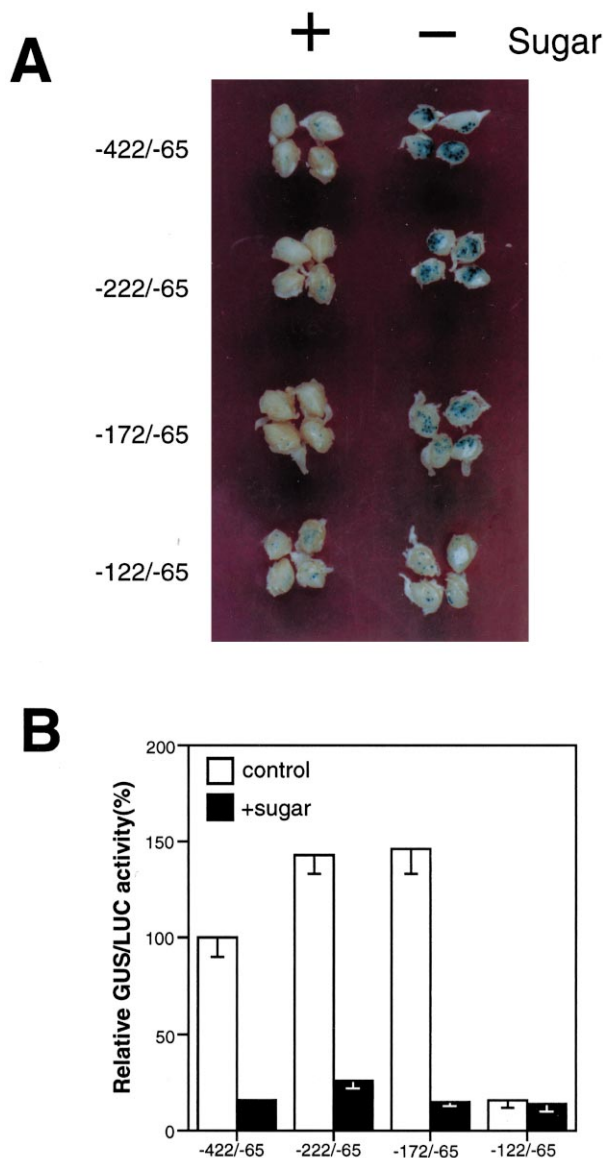 + − Sugar
A
-422/-65
-222/-65
-172/-65
-122/-65
B
200
150
100
50
0
Relative GUS/LUC activity(%)
control
+sugar
-422/-65 -222/-65 -172/-65 -122/-65